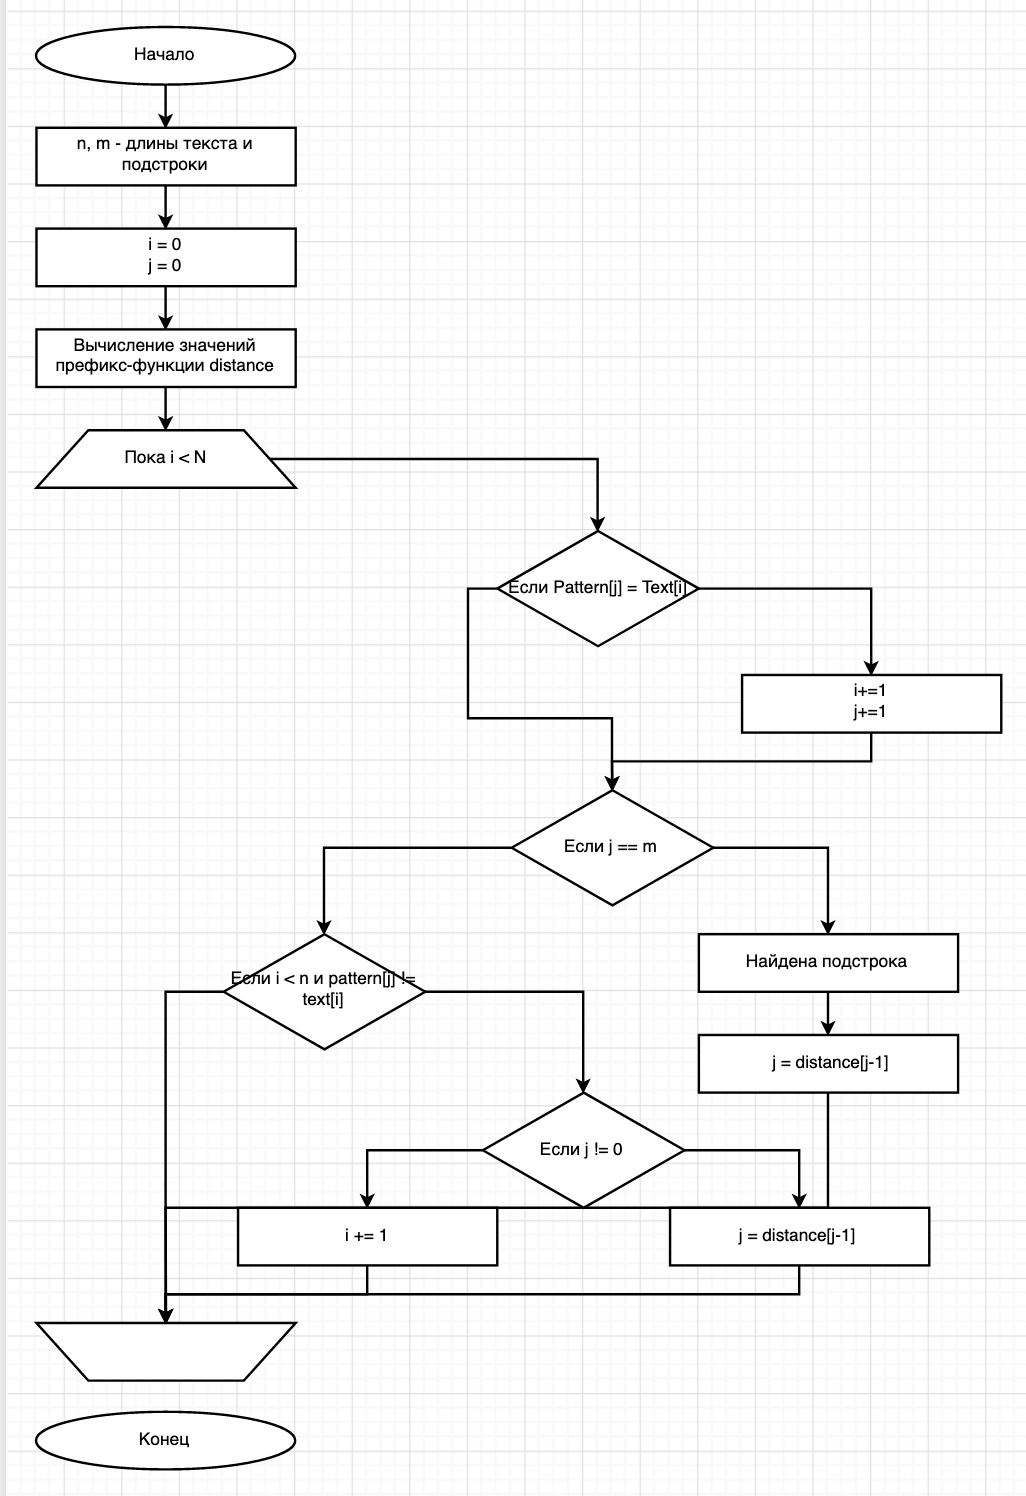 Начало
n, m - длины текста и
подстроки
i = 0
j = 0
Вычисление значений
префикс-функции distance
Пока i < N
Если Pattern[j] = Text[i]
i+=1
j+=1
Если j == m
Если i < n и pattern[j] !=
text[i]
Найдена подстрока
j = distance[j-1]
Если j != 0
i += 1
j = distance[j-1]
Конец